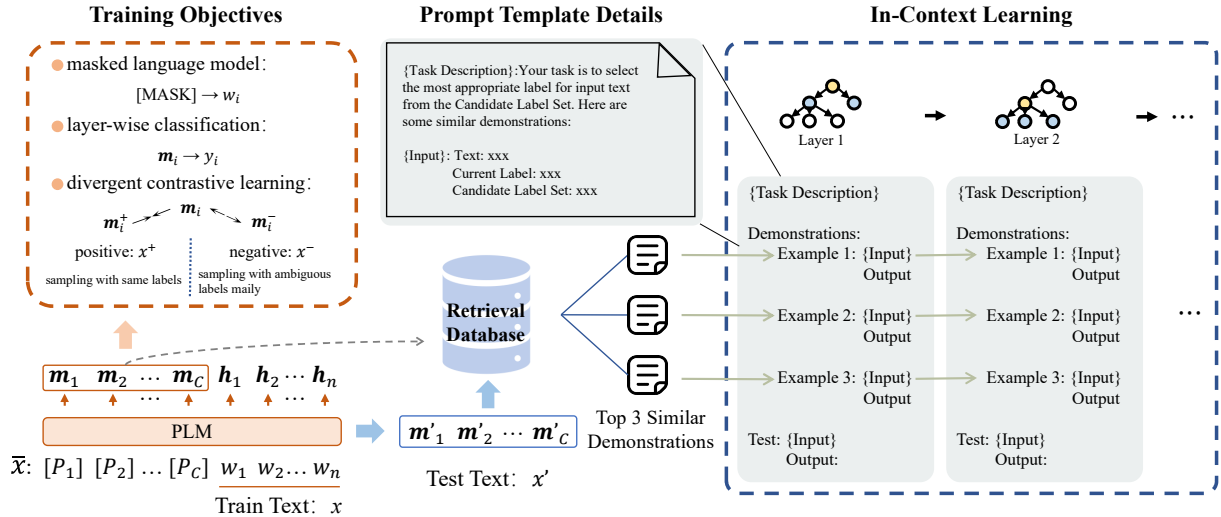 Training Objectives
masked language model:
[MASK] → w_i
layer-wise classification:
m_i → y_i
divergent contrastive learning:
m_i
m_i^+
m_i^-
positive: x^+
negative: x^-
sampling with same labels
sampling with ambiguous
labels maily
m_1 m_2 ⋯ m_C h_1 h_2 ⋯ h_n
⋯ ⋯
PLM
x̄: [P_1] [P_2] … [P_C] w_1 w_2 … w_n
Train Text: x
Prompt Template Details
{Task Description}:Your task is to select
the most appropriate label for input text
from the Candidate Label Set. Here are
some similar demonstrations:
{Input}: Text: xxx
Current Label: xxx
Candidate Label Set: xxx
Retrieval
Database
m'_1 m'_2 ⋯ m'_C
Test Text: x'
Top 3 Similar
Demonstrations
In-Context Learning
Layer 1
Layer 2
⋯
{Task Description}
Demonstrations:
Example 1: {Input}
Output
Example 2: {Input}
Output
Example 3: {Input}
Output
Test: {Input}
Output:
{Task Description}
Demonstrations:
Example 1: {Input}
Output
Example 2: {Input}
Output
Example 3: {Input}
Output
Test: {Input}
Output:
⋯